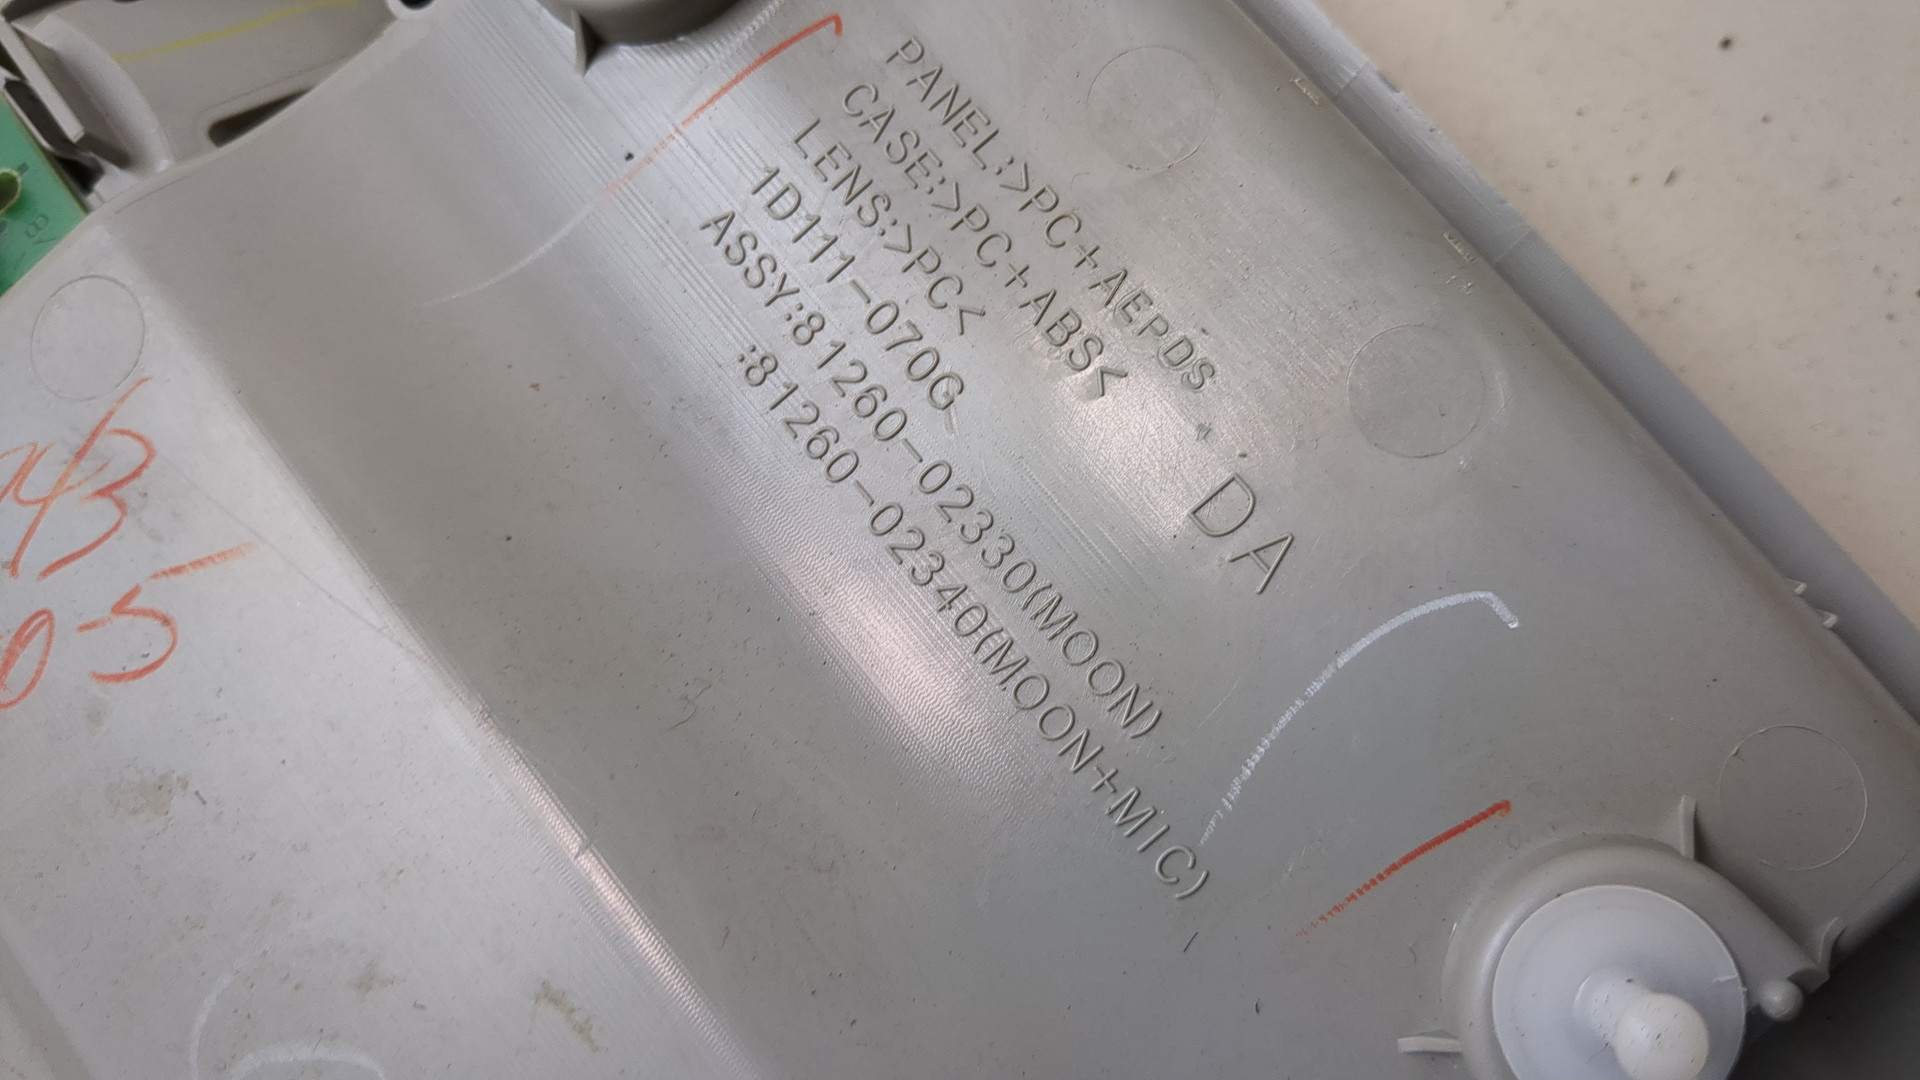 PANEL:>PC+AEPDS
CASE:>PC+ABS<
LENS:>PC<
1D111-070G
ASSY:81260-02330(MOON)
:81260-02340(MOON+MIC)
DA